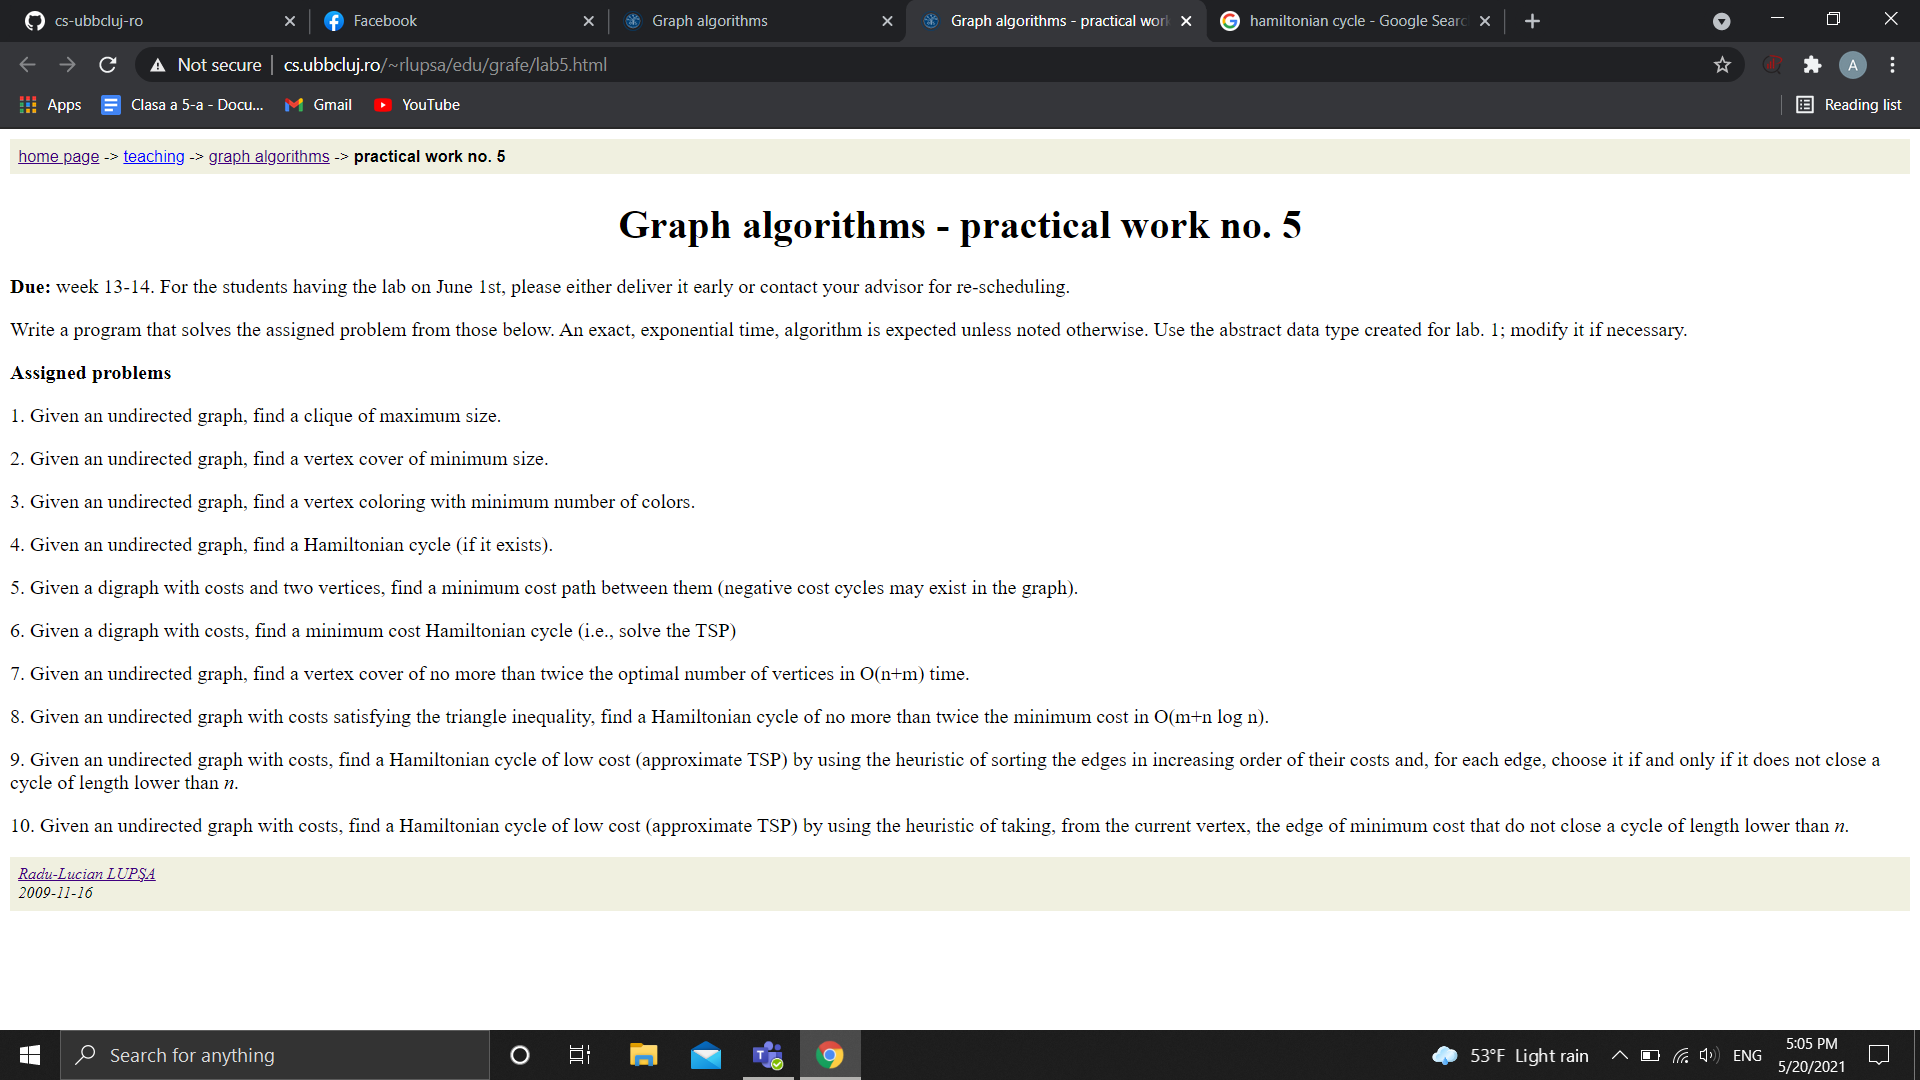 cs-ubbcluj-ro
Facebook
Graph algorithms
Graph algorithms - practical work
hamiltonian cycle - Google Searc
Not secure
cs.ubbcluj.ro/~rlupsa/edu/grafe/lab5.html
A
Apps
Clasa a 5-a - Docu...
Gmail
YouTube
Reading list
home page -> teaching -> graph algorithms -> practical work no. 5
Graph algorithms - practical work no. 5
Due: week 13-14. For the students having the lab on June 1st, please either deliver it early or contact your advisor for re-scheduling.
Write a program that solves the assigned problem from those below. An exact, exponential time, algorithm is expected unless noted otherwise. Use the abstract data type created for lab. 1; modify it if necessary.
Assigned problems
1. Given an undirected graph, find a clique of maximum size.
2. Given an undirected graph, find a vertex cover of minimum size.
3. Given an undirected graph, find a vertex coloring with minimum number of colors.
4. Given an undirected graph, find a Hamiltonian cycle (if it exists).
5. Given a digraph with costs and two vertices, find a minimum cost path between them (negative cost cycles may exist in the graph).
6. Given a digraph with costs, find a minimum cost Hamiltonian cycle (i.e., solve the TSP)
7. Given an undirected graph, find a vertex cover of no more than twice the optimal number of vertices in O(n+m) time.
8. Given an undirected graph with costs satisfying the triangle inequality, find a Hamiltonian cycle of no more than twice the minimum cost in O(m+n log n).
9. Given an undirected graph with costs, find a Hamiltonian cycle of low cost (approximate TSP) by using the heuristic of sorting the edges in increasing order of their costs and, for each edge, choose it if and only if it does not close a
cycle of length lower than n.
10. Given an undirected graph with costs, find a Hamiltonian cycle of low cost (approximate TSP) by using the heuristic of taking, from the current vertex, the edge of minimum cost that do not close a cycle of length lower than n.
Radu-Lucian LUPŞA
2009-11-16
Search for anything
53°F Light rain
ENG
5:05 PM
5/20/2021